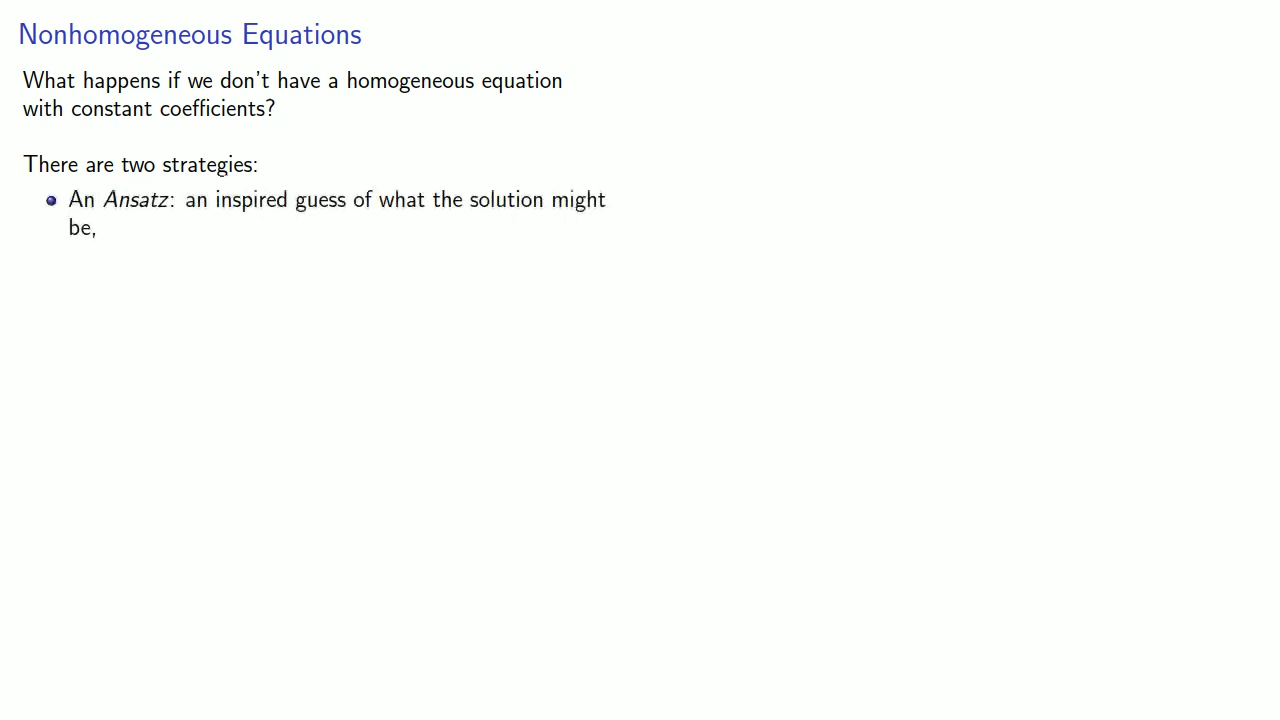 Nonhomogeneous Equations
What happens if we don't have a homogeneous equation
with constant coefficients?
There are two strategies:
An Ansatz: an inspired guess of what the solution might
be,